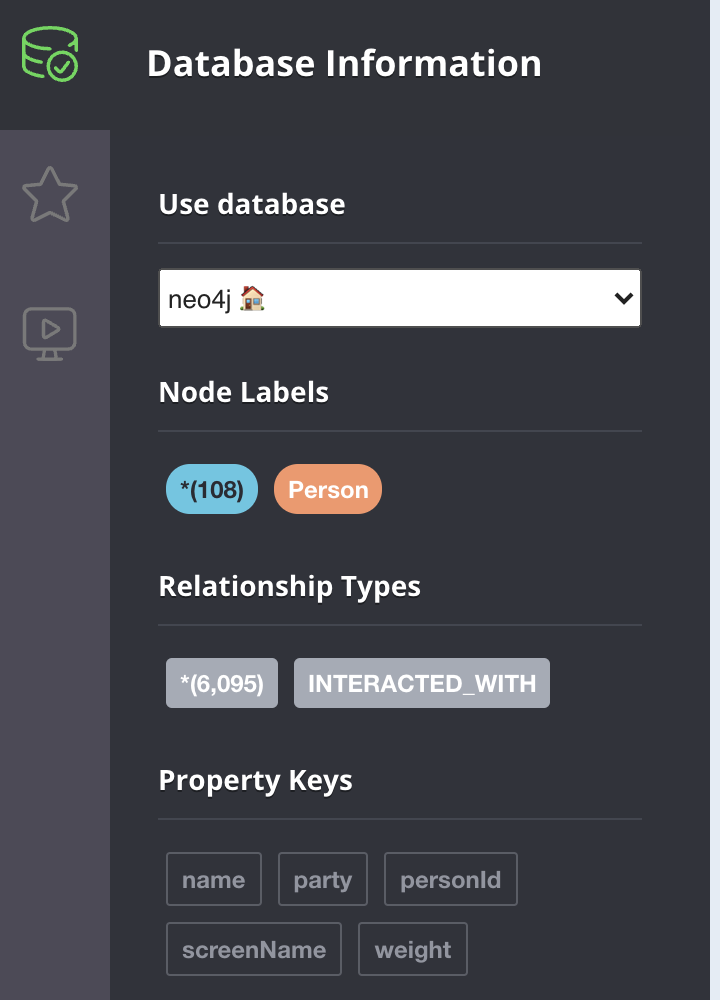 Database Information
Use database
neo4j 🏠
Node Labels
*(108) Person
Relationship Types
*(6,095) INTERACTED_WITH
Property Keys
name party personId
screenName weight